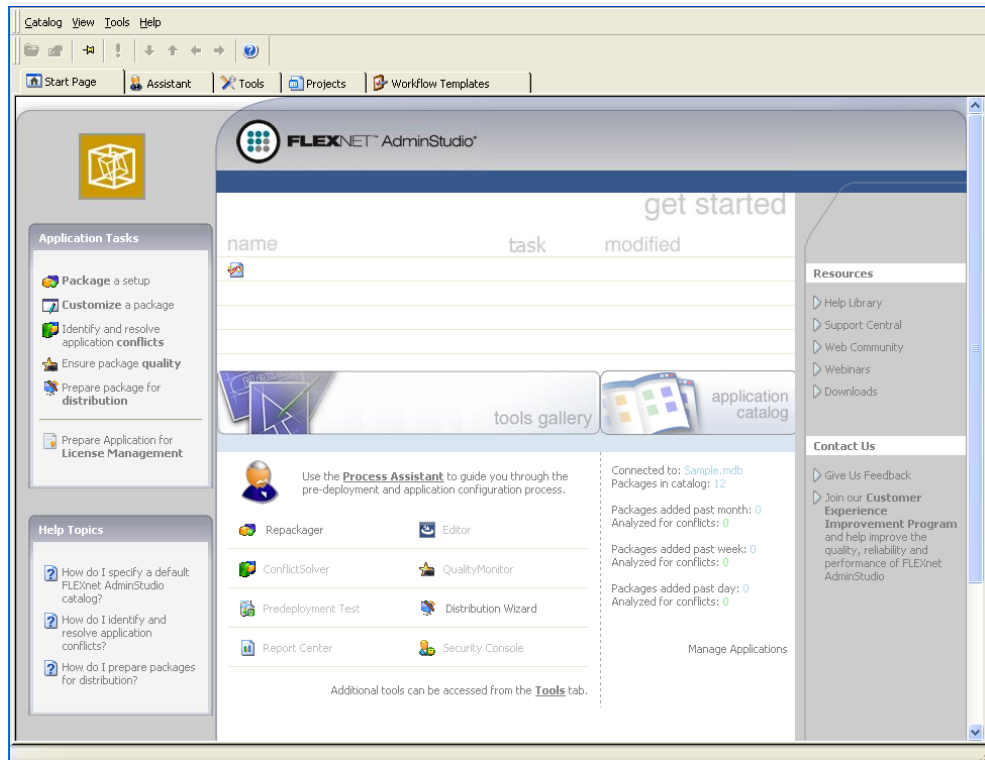 Catalog View Tools Help
Start Page Assistant Tools Projects Workflow Templates
FLEXNET™ AdminStudio®
get started
name task modified
Application Tasks
Package a setup
Customize a package
Identify and resolve
application conflicts
Ensure package quality
Prepare package for
distribution
Prepare Application for
License Management
Help Topics
How do I specify a default
FLEXnet AdminStudio
catalog?
How do I identify and
resolve application
conflicts?
How do I prepare packages
for distribution?
tools gallery
application
catalog
Use the Process Assistant to guide you through the
pre-deployment and application configuration process.
Repackager Editor
ConflictSolver QualityMonitor
Predeployment Test Distribution Wizard
Report Center Security Console
Additional tools can be accessed from the Tools tab.
Connected to: Sample.mdb
Packages in catalog: 12
Packages added past month: 0
Analyzed for conflicts: 0
Packages added past week: 0
Analyzed for conflicts: 0
Packages added past day: 0
Analyzed for conflicts: 0
Manage Applications
Resources
Help Library
Support Central
Web Community
Webinars
Downloads
Contact Us
Give Us Feedback
Join our Customer
Experience
Improvement Program
and help improve the
quality, reliability and
performance of FLEXnet
AdminStudio